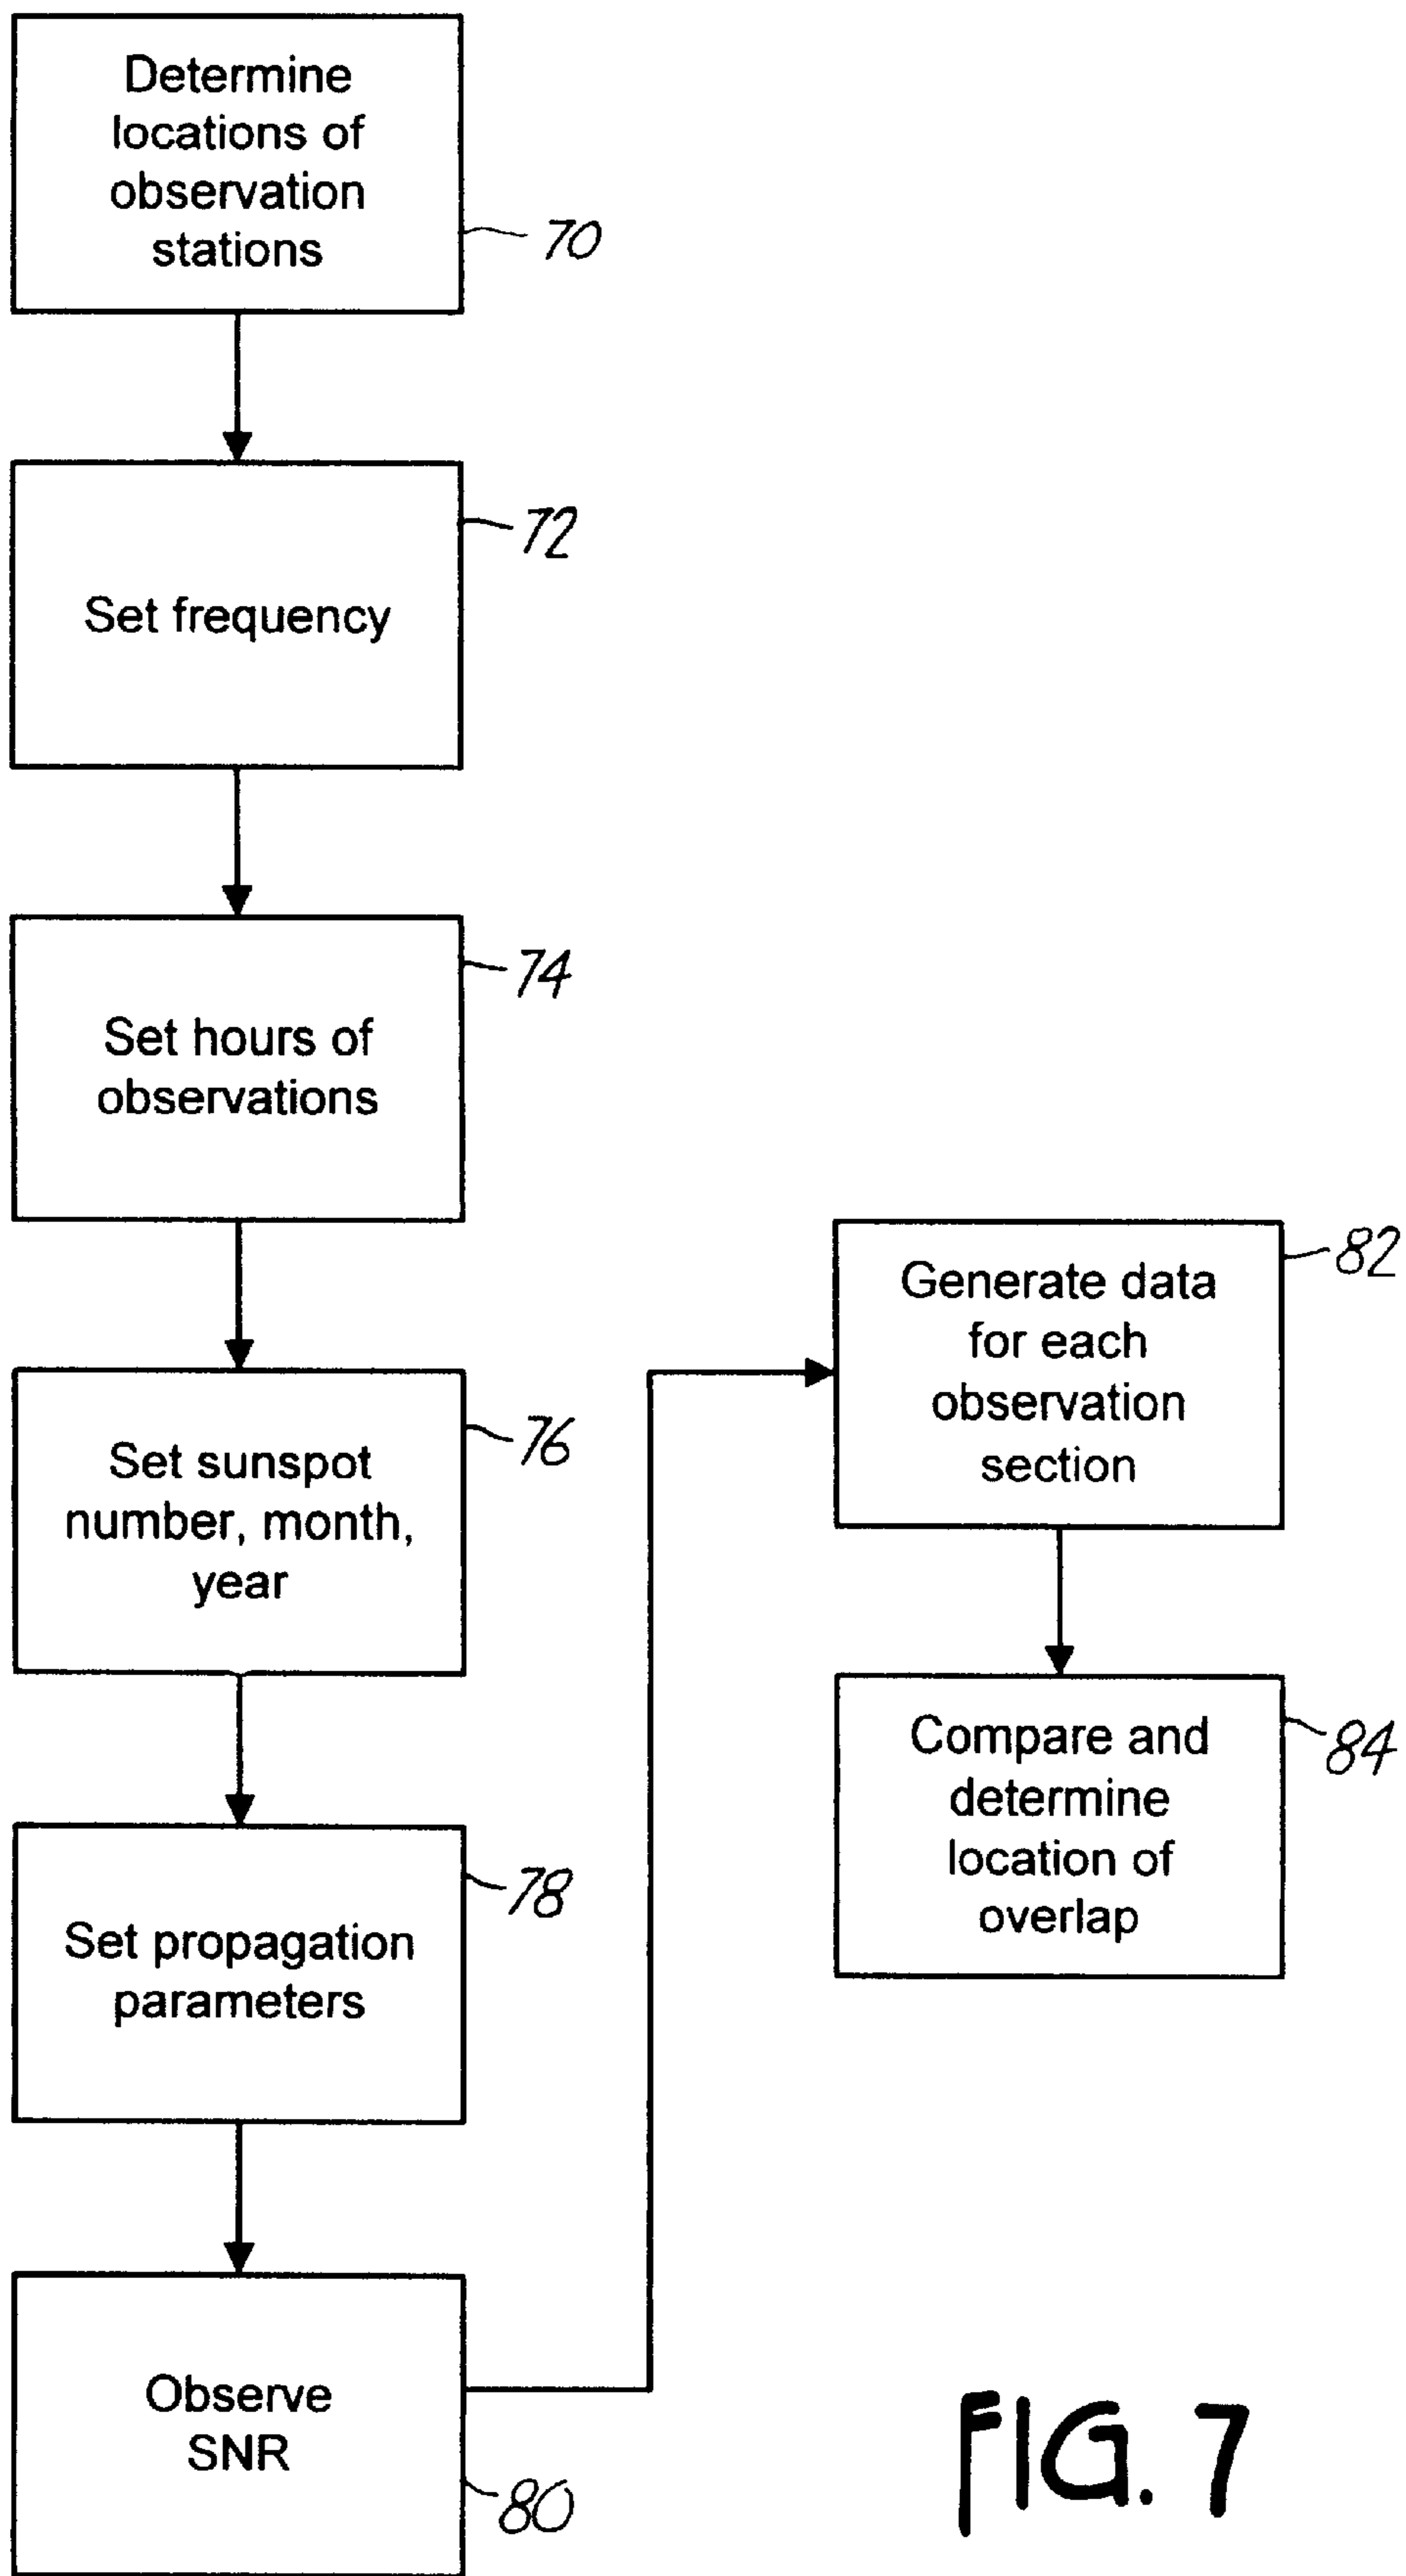 Determine
locations of
observation
stations
70
Set frequency
72
Set hours of
observations
74
Set sunspot
number, month,
year
76
Set propagation
parameters
78
Observe
SNR
80
Generate data
for each
observation
section
82
Compare and
determine
location of
overlap
84
FIG. 7